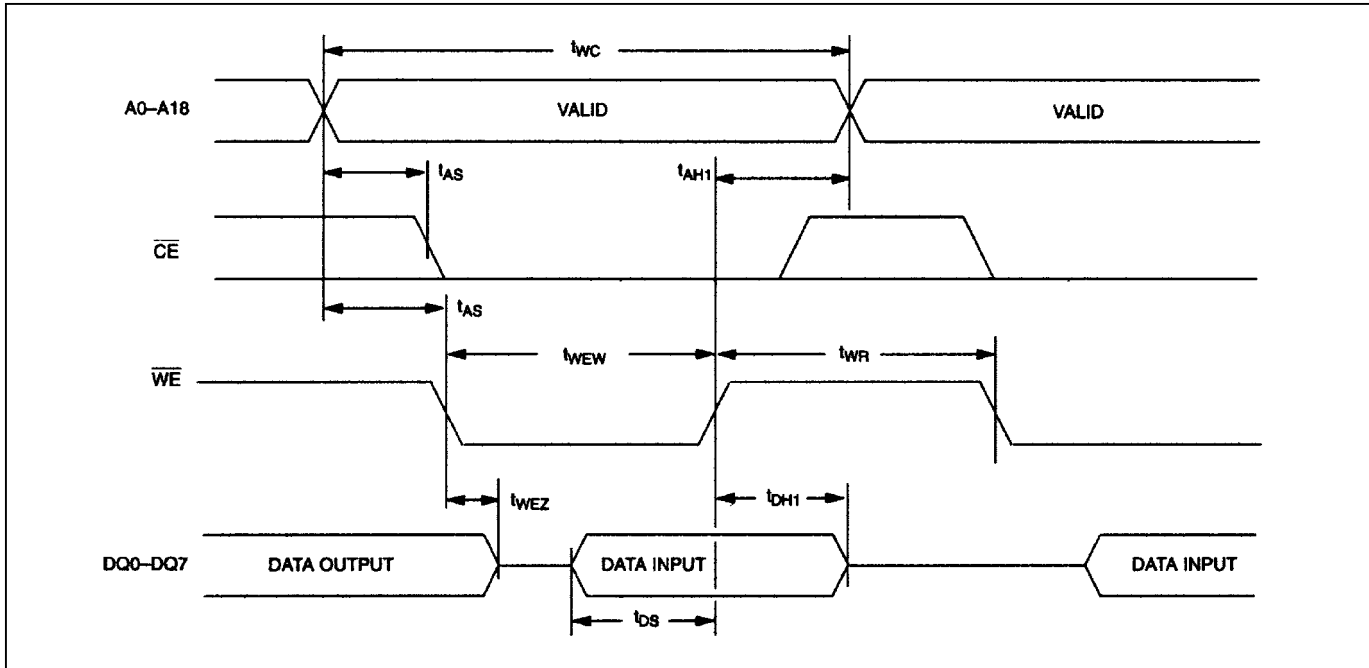 tWC
A0–A18
VALID
VALID
tAS
tAH1
CE
tAS
tWEW
tWR
WE
tWEZ
tDH1
DQ0–DQ7
DATA OUTPUT
DATA INPUT
DATA INPUT
tDS